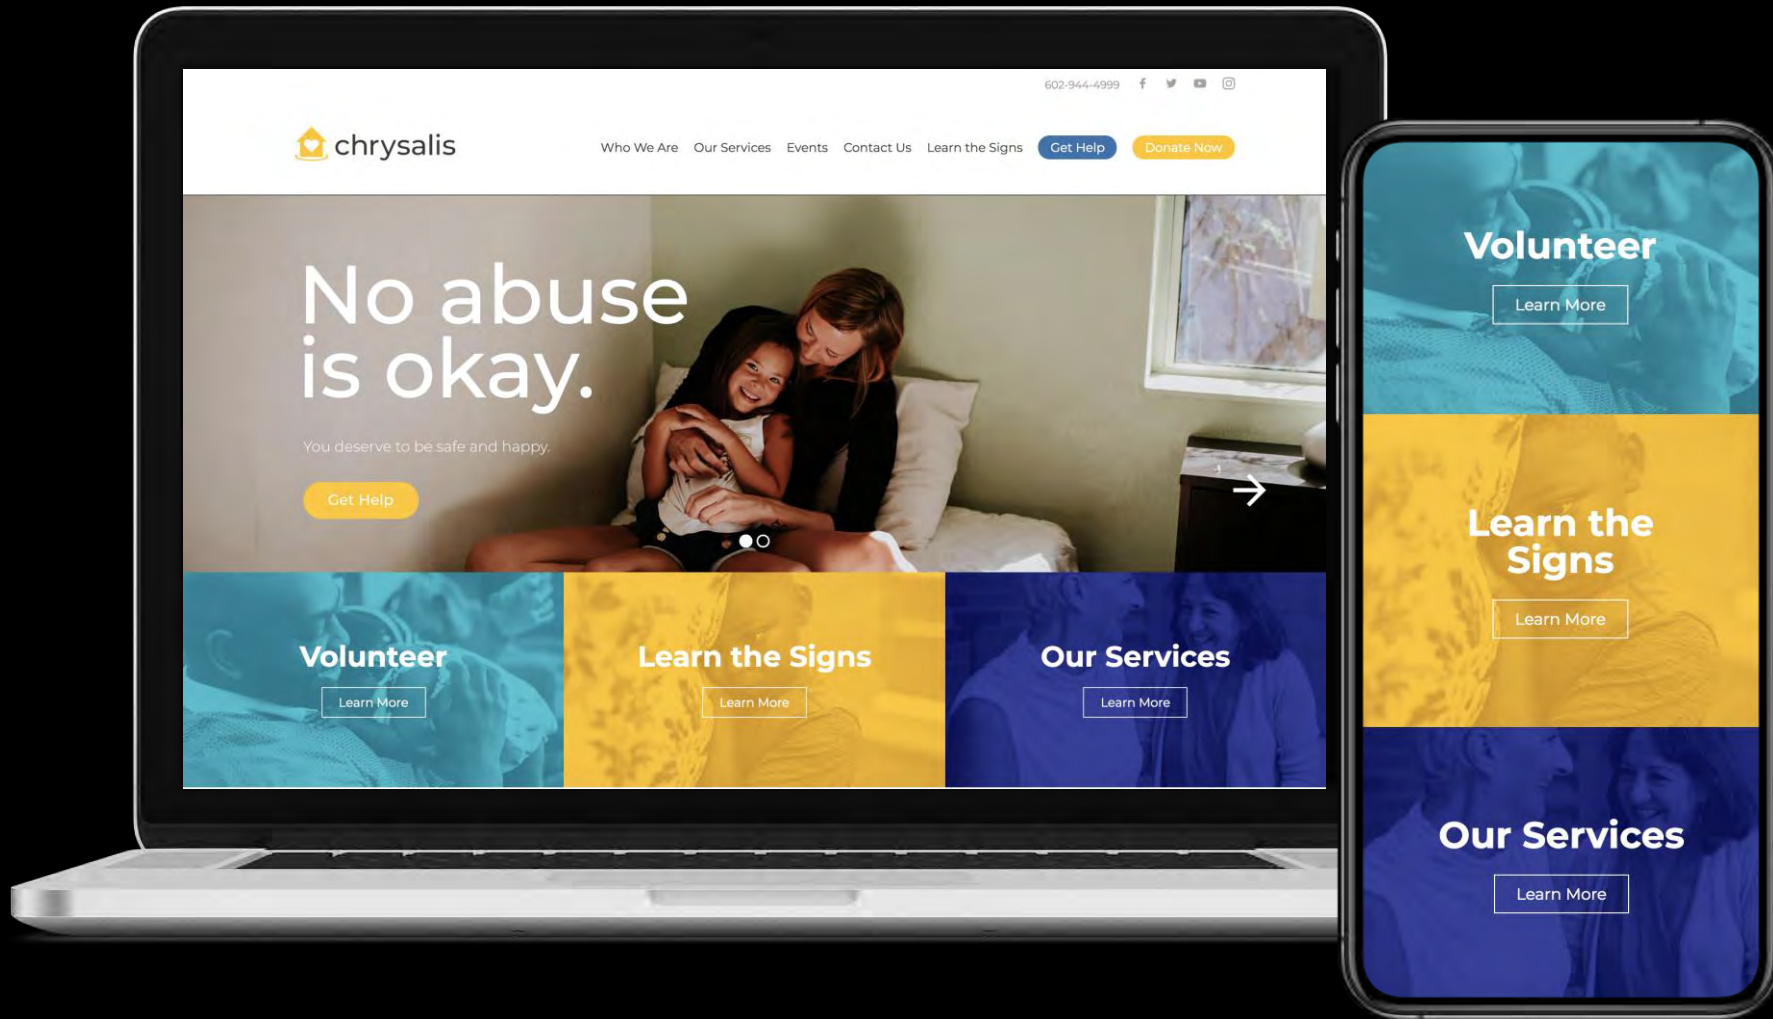 602-944-4999
chrysalis
Who We Are Our Services Events Contact Us Learn the Signs Get Help Donate Now
No abuse
is okay.
You deserve to be safe and happy.
Get Help
Volunteer
Learn More
Learn the Signs
Learn More
Our Services
Learn More
Volunteer
Learn More
Learn the
Signs
Learn More
Our Services
Learn More